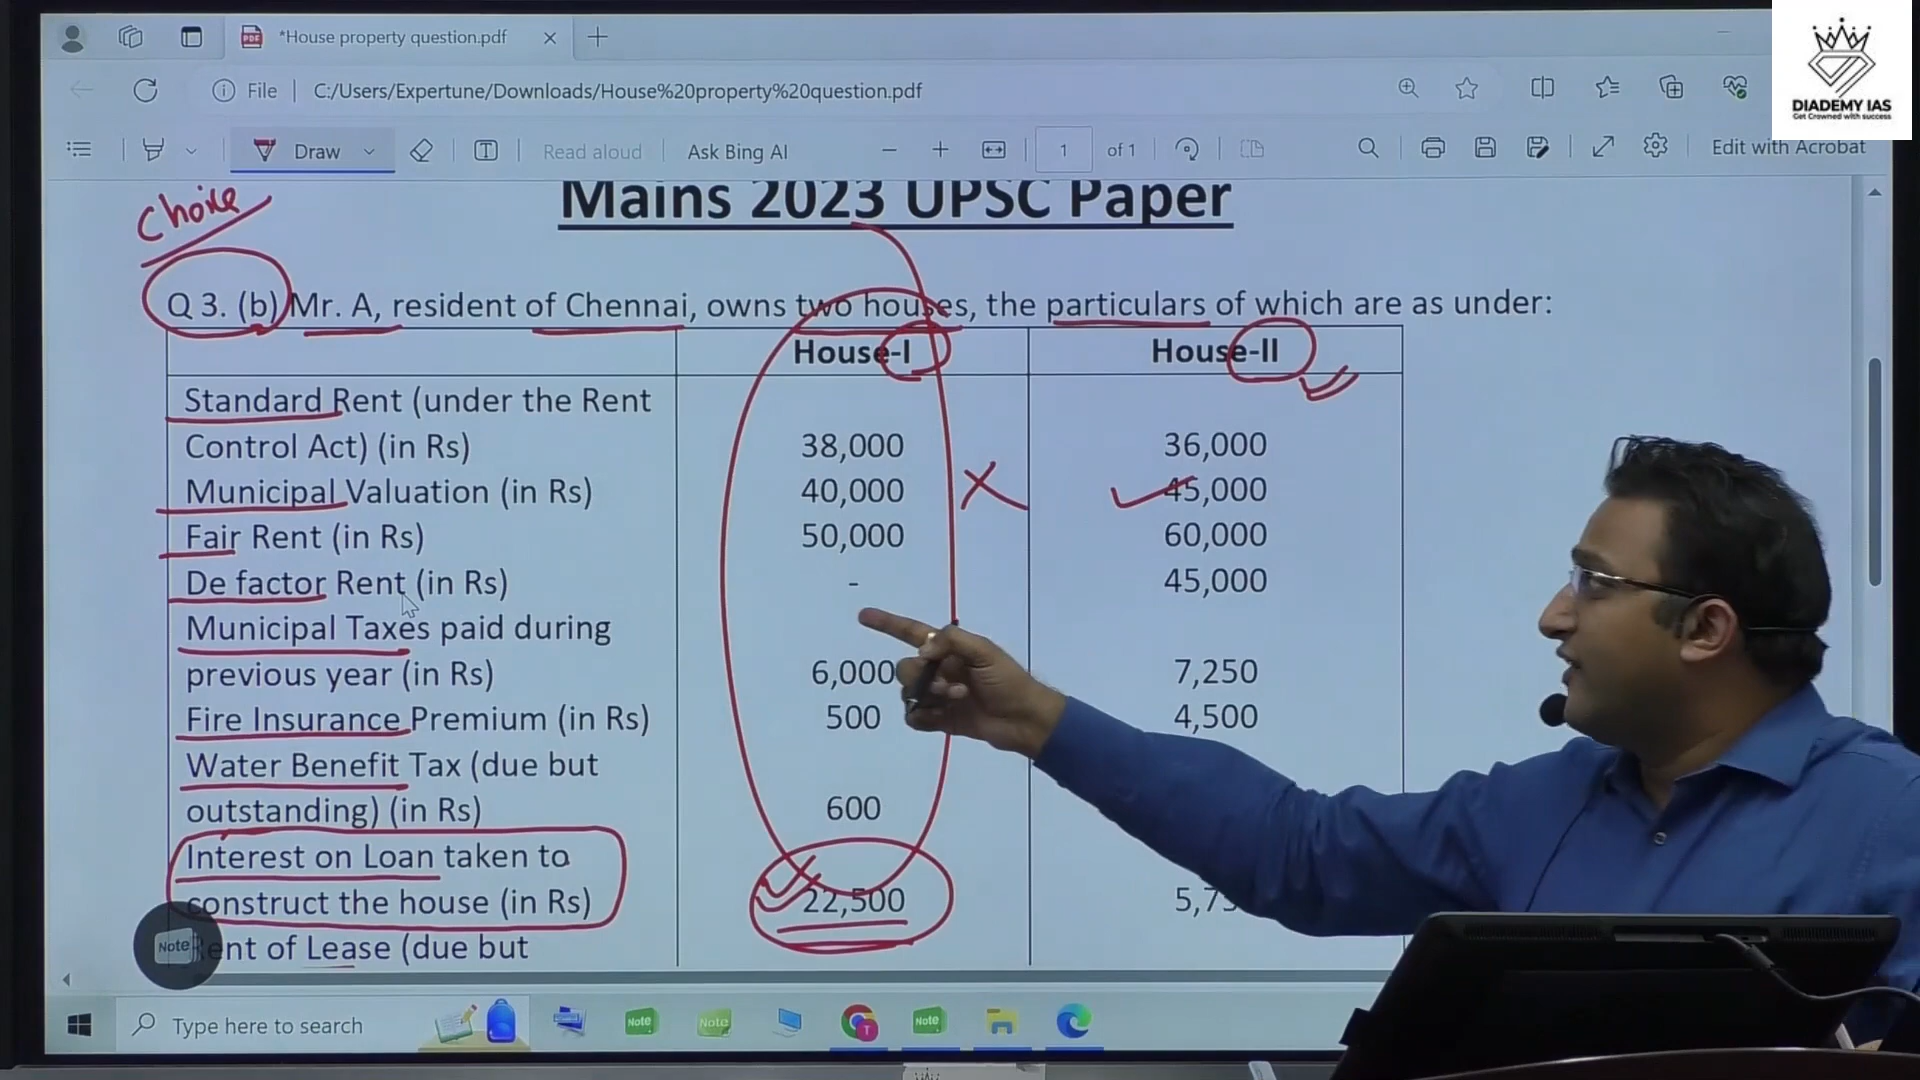 *House property question.pdf
DIADEMY IAS
Get Crowned with success
File
C:/Users/Expertune/Downloads/House%20property%20question.pdf
Draw
Read aloud
Ask Bing AI
1
of 1
Edit with Acrobat
Choice
Mains 2023 UPSC Paper
Q 3. (b) Mr. A, resident of Chennai, owns two houses, the particulars of which are as under:
House-I House-II
Standard Rent (under the Rent
Control Act) (in Rs) 38,000 36,000
Municipal Valuation (in Rs) 40,000 45,000
Fair Rent (in Rs) 50,000 60,000
De factor Rent (in Rs) - 45,000
Municipal Taxes paid during
previous year (in Rs) 6,000 7,250
Fire Insurance Premium (in Rs) 500 4,500
Water Benefit Tax (due but
outstanding) (in Rs) 600
Interest on Loan taken to
construct the house (in Rs) 22,500
Note
of Lease (due but
Type here to search
Note
Note
Note